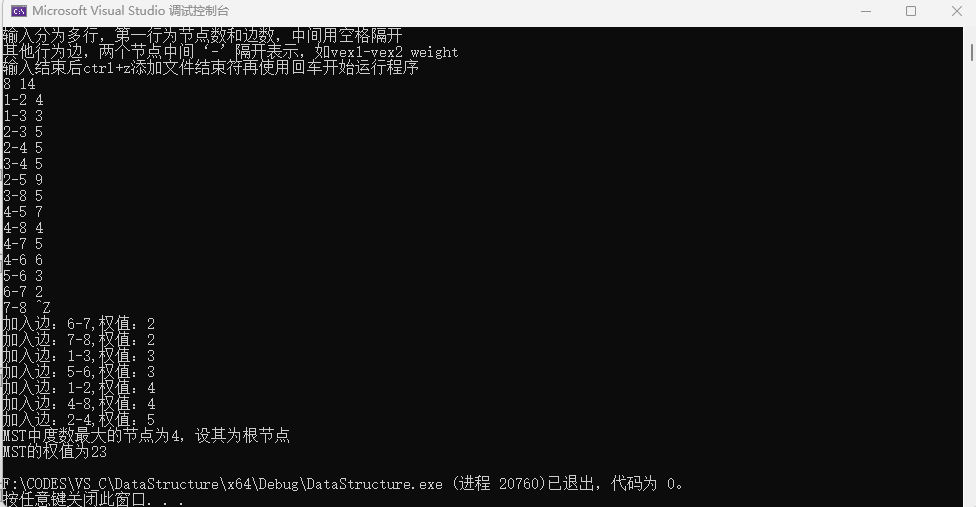 Microsoft Visual Studio 调试控制台
输入分为多行，第一行为节点数和边数，中间用空格隔开
其他行为边，两个节点中间‘-’隔开表示，如vex1-vex2 weight
输入结束后ctrl+z添加文件结束符再使用回车开始运行程序
8 14
1-2 4
1-3 3
2-3 5
2-4 5
3-4 5
2-5 9
3-8 5
4-5 7
4-8 4
4-7 5
4-6 6
5-6 3
6-7 2
7-8 ^Z
加入边：6-7,权值：2
加入边：7-8,权值：2
加入边：1-3,权值：3
加入边：5-6,权值：3
加入边：1-2,权值：4
加入边：4-8,权值：4
加入边：2-4,权值：5
MST中度数最大的节点为4，设其为根节点
MST的权值为23
F:\CODES\VS_C\DataStructure\x64\Debug\DataStructure.exe (进程 20760)已退出，代码为 0。
按任意键关闭此窗口. . .